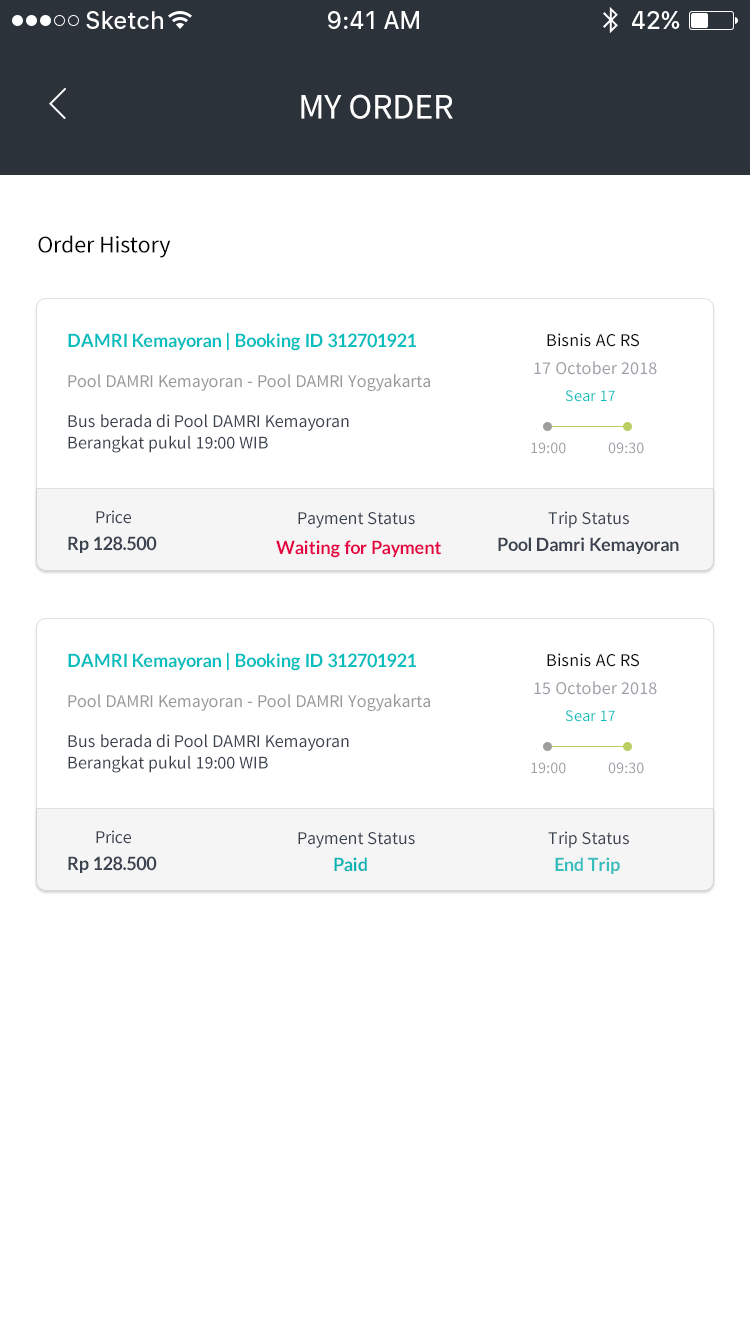 Sketch 9:41 AM 42%
MY ORDER
Order History
DAMRI Kemayoran | Booking ID 312701921
Pool DAMRI Kemayoran - Pool DAMRI Yogyakarta
Bus berada di Pool DAMRI Kemayoran
Berangkat pukul 19:00 WIB
Bisnis AC RS
17 October 2018
Sear 17
19:00 09:30
Price
Rp 128.500
Payment Status
Waiting for Payment
Trip Status
Pool Damri Kemayoran
DAMRI Kemayoran | Booking ID 312701921
Pool DAMRI Kemayoran - Pool DAMRI Yogyakarta
Bus berada di Pool DAMRI Kemayoran
Berangkat pukul 19:00 WIB
Bisnis AC RS
15 October 2018
Sear 17
19:00 09:30
Price
Rp 128.500
Payment Status
Paid
Trip Status
End Trip